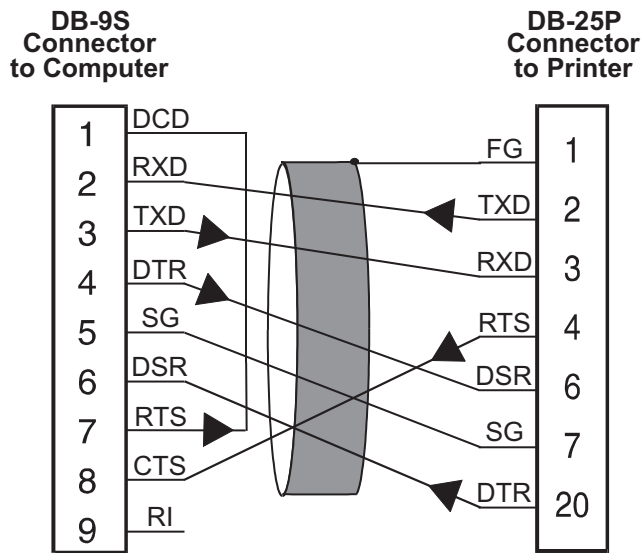 DB-9S
Connector
to Computer
DB-25P
Connector
to Printer
1 DCD
2 RXD
3 TXD
4 DTR
5 SG
6 DSR
7 RTS
8 CTS
9 RI
FG 1
TXD 2
RXD 3
RTS 4
DSR 6
SG 7
DTR 20